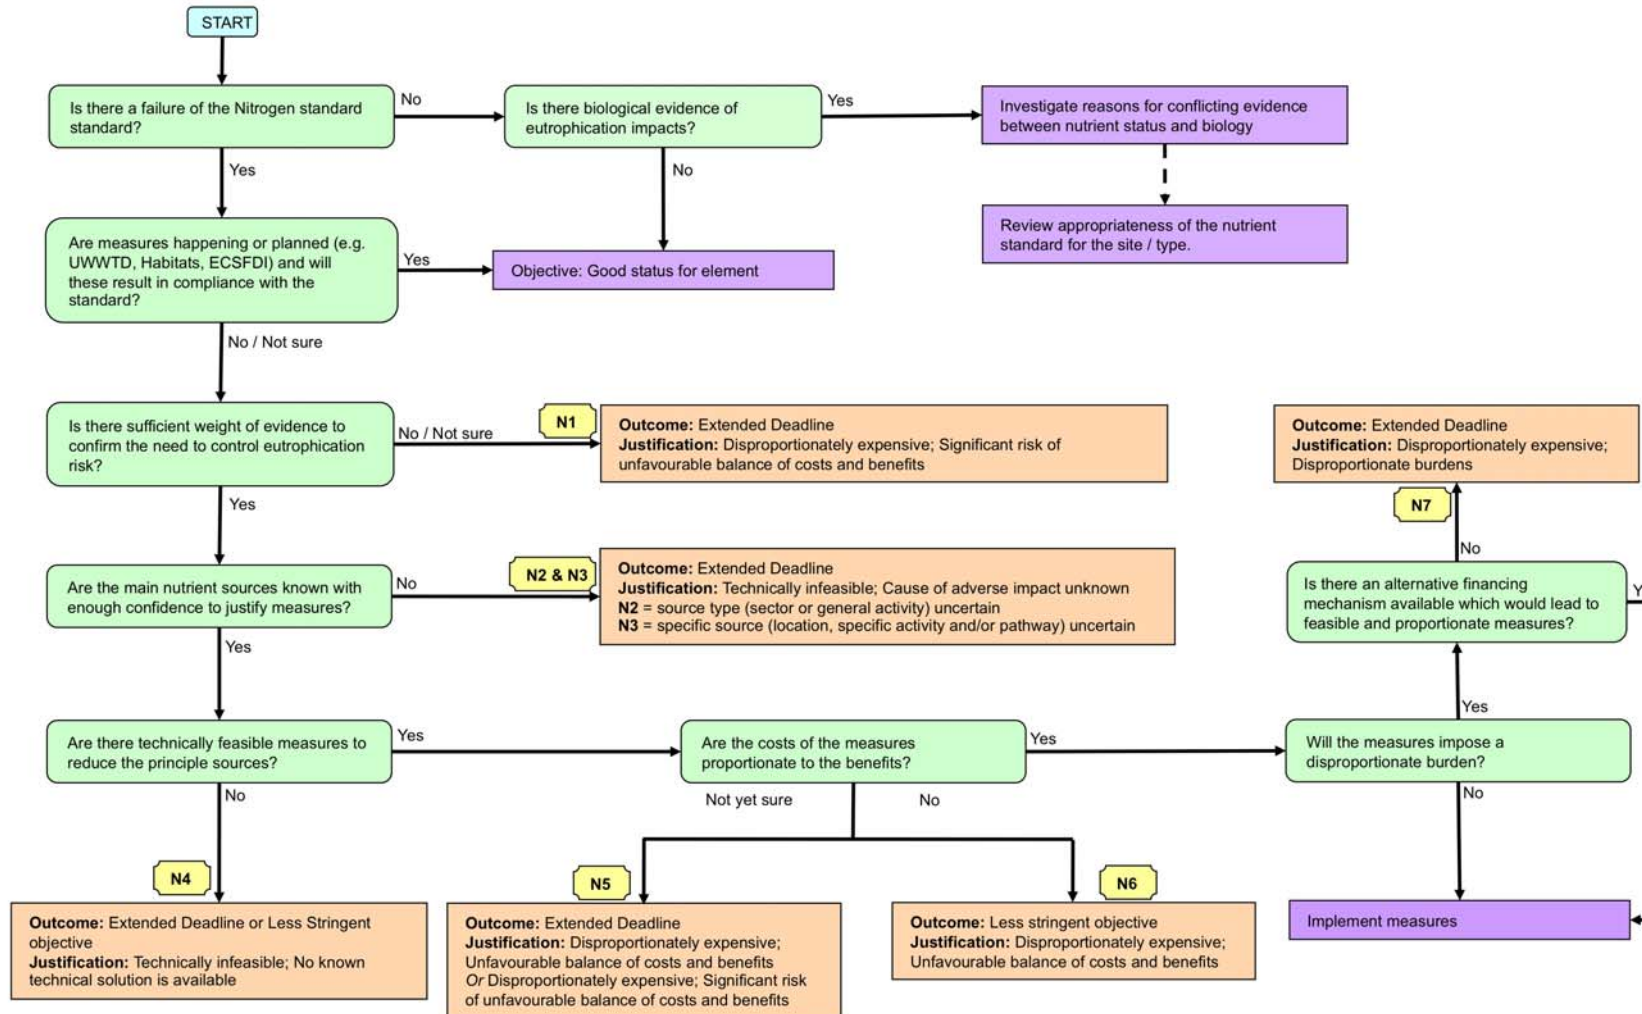 START
Is there a failure of the Nitrogen standard
standard?
No
Is there biological evidence of
eutrophication impacts?
Yes
Investigate reasons for conflicting evidence
between nutrient status and biology
Yes
No
Review appropriateness of the nutrient
standard for the site / type.
Are measures happening or planned (e.g.
UWWTD, Habitats, ECSFDI) and will
these result in compliance with the
standard?
Yes
Objective: Good status for element
No / Not sure
Is there sufficient weight of evidence to
confirm the need to control eutrophication
risk?
No / Not sure
N1
Outcome: Extended Deadline
Justification: Disproportionately expensive; Significant risk of
unfavourable balance of costs and benefits
Outcome: Extended Deadline
Justification: Disproportionately expensive;
Disproportionate burdens
N7
No
Yes
Are the main nutrient sources known with
enough confidence to justify measures?
No
N2 & N3
Outcome: Extended Deadline
Justification: Technically infeasible; Cause of adverse impact unknown
N2 = source type (sector or general activity) uncertain
N3 = specific source (location, specific activity and/or pathway) uncertain
Is there an alternative financing
mechanism available which would lead to
feasible and proportionate measures?
Yes
Yes
Are there technically feasible measures to
reduce the principle sources?
Yes
Are the costs of the measures
proportionate to the benefits?
Yes
Will the measures impose a
disproportionate burden?
No
Not yet sure
No
No
N4
Outcome: Extended Deadline or Less Stringent
objective
Justification: Technically infeasible; No known
technical solution is available
N5
Outcome: Extended Deadline
Justification: Disproportionately expensive;
Unfavourable balance of costs and benefits
Or Disproportionately expensive; Significant risk
of unfavourable balance of costs and benefits
N6
Outcome: Less stringent objective
Justification: Disproportionately expensive;
Unfavourable balance of costs and benefits
Implement measures